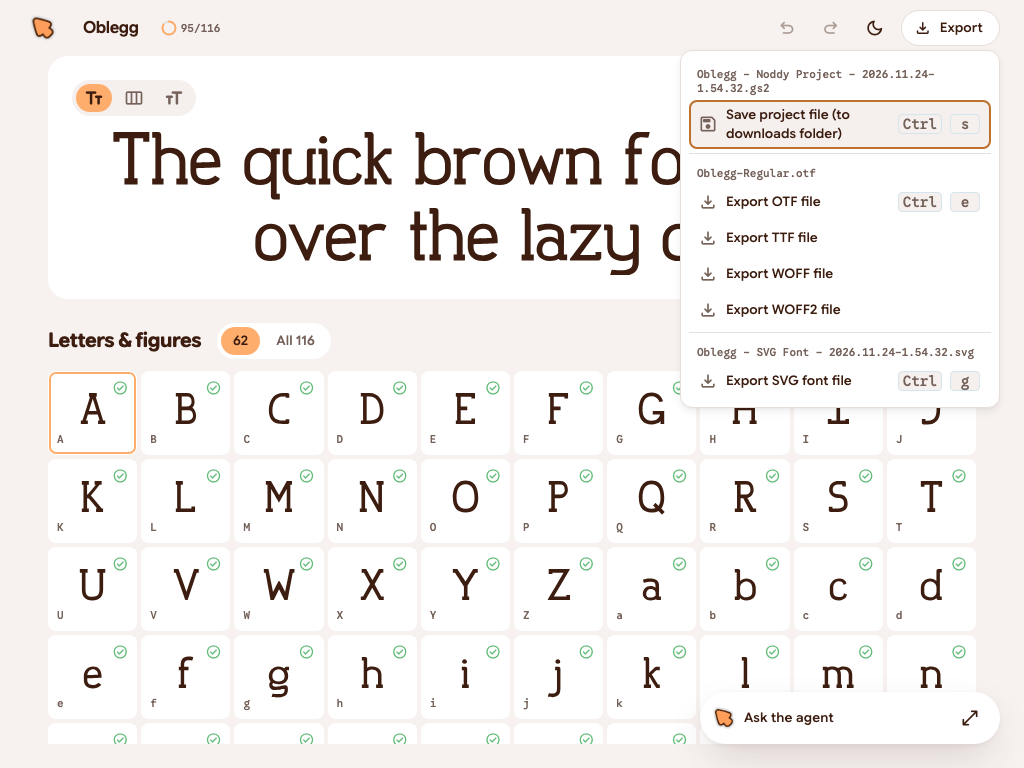 Oblegg 95/116 Export
Oblegg – Noddy Project – 2026.11.24-
1.54.32.gs2
Save project file (to
downloads folder) Ctrl s
Oblegg-Regular.otf
Export OTF file Ctrl e
Export TTF file
Export WOFF file
Export WOFF2 file
Oblegg – SVG Font – 2026.11.24-1.54.32.svg
Export SVG font file Ctrl g
Tt tT
The quick brown fo
over the lazy
Letters & figures 62 All 116
A B C D E F G H I J
A B C D E F G H I J
K L M N O P Q R S T
K L M N O P Q R S T
U V W X Y Z a b c d
U V W X Y Z a b c d
e f g h i j k l m n
e f g h i j k
Ask the agent